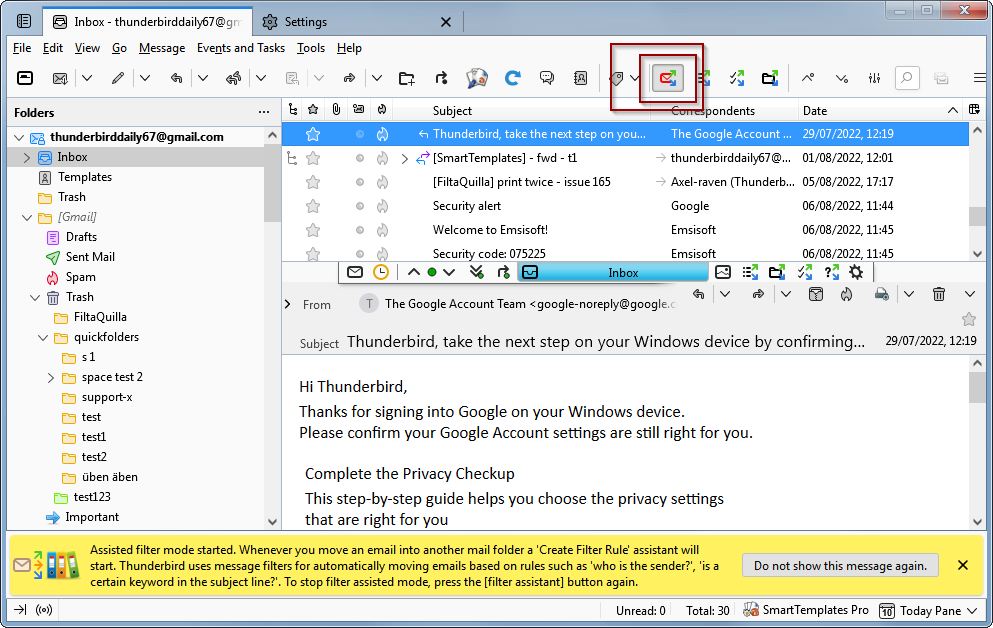 Inbox - thunderbirddaily67@gm
Settings
File Edit View Go Message Events and Tasks Tools Help
Folders
Subject Correspondents Date
thunderbirddaily67@gmail.com
Inbox
Templates
Trash
[Gmail]
Drafts
Sent Mail
Spam
Trash
FiltaQuilla
quickfolders
s 1
space test 2
support-x
test
test1
test2
üben äben
test123
Important
Thunderbird, take the next step on you... The Google Account ... 29/07/2022, 12:19
[SmartTemplates] - fwd - t1 thunderbirddaily67@... 01/08/2022, 12:01
[FiltaQuilla] print twice - issue 165 Axel-raven (Thunderb... 05/08/2022, 17:17
Security alert Google 06/08/2022, 11:44
Welcome to Emsisoft! Emsisoft 06/08/2022, 11:45
Security code: 075225 Emsisoft 06/08/2022, 11:45
Inbox
From T The Google Account Team <google-noreply@google.c
Subject Thunderbird, take the next step on your Windows device by confirming... 29/07/2022, 12:19
Hi Thunderbird,
Thanks for signing into Google on your Windows device.
Please confirm your Google Account settings are still right for you.
Complete the Privacy Checkup
This step-by-step guide helps you choose the privacy settings
that are right for you
Assisted filter mode started. Whenever you move an email into another mail folder a 'Create Filter Rule' assistant will
start. Thunderbird uses message filters for automatically moving emails based on rules such as 'who is the sender?', 'is a
certain keyword in the subject line?'. To stop filter assisted mode, press the [filter assistant] button again.
Do not show this message again.
Unread: 0 Total: 30 SmartTemplates Pro 10 Today Pane